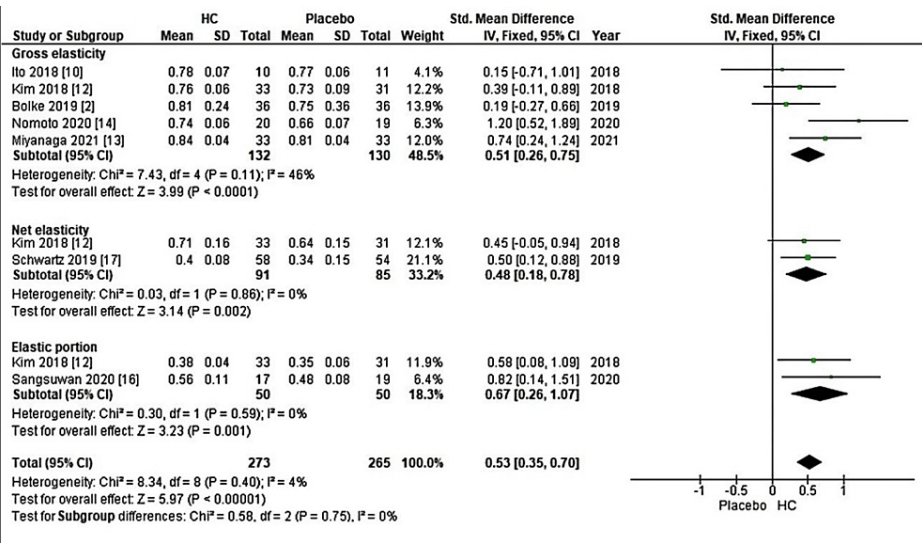 HC Placebo Std. Mean Difference Std. Mean Difference
Study or Subgroup Mean SD Total Mean SD Total Weight IV, Fixed, 95% CI Year IV, Fixed, 95% CI
Gross elasticity
Ito 2018 [10] 0.78 0.07 10 0.77 0.06 11 4.1% 0.15 [-0.71, 1.01] 2018
Kim 2018 [12] 0.76 0.06 33 0.73 0.09 31 12.2% 0.39 [-0.11, 0.89] 2018
Bolke 2019 [2] 0.81 0.24 36 0.75 0.36 36 13.9% 0.19 [-0.27, 0.66] 2019
Nomoto 2020 [14] 0.74 0.06 20 0.66 0.07 19 6.3% 1.20 [0.52, 1.89] 2020
Miyanaga 2021 [13] 0.84 0.04 33 0.81 0.04 33 12.0% 0.74 [0.24, 1.24] 2021
Subtotal (95% CI) 132 130 48.5% 0.51 [0.26, 0.75]
Heterogeneity: Chi² = 7.43, df = 4 (P = 0.11); I² = 46%
Test for overall effect: Z = 3.99 (P < 0.0001)
Net elasticity
Kim 2018 [12] 0.71 0.16 33 0.64 0.15 31 12.1% 0.45 [-0.05, 0.94] 2018
Schwartz 2019 [17] 0.4 0.08 58 0.34 0.15 54 21.1% 0.50 [0.12, 0.88] 2019
Subtotal (95% CI) 91 85 33.2% 0.48 [0.18, 0.78]
Heterogeneity: Chi² = 0.03, df = 1 (P = 0.86); I² = 0%
Test for overall effect: Z = 3.14 (P = 0.002)
Elastic portion
Kim 2018 [12] 0.38 0.04 33 0.35 0.06 31 11.9% 0.58 [0.08, 1.09] 2018
Sangsuwan 2020 [16] 0.56 0.11 17 0.48 0.08 19 6.4% 0.82 [0.14, 1.51] 2020
Subtotal (95% CI) 50 50 18.3% 0.67 [0.26, 1.07]
Heterogeneity: Chi² = 0.30, df = 1 (P = 0.59); I² = 0%
Test for overall effect: Z = 3.23 (P = 0.001)
Total (95% CI) 273 265 100.0% 0.53 [0.35, 0.70]
Heterogeneity: Chi² = 8.34, df = 8 (P = 0.40); I² = 4%
Test for overall effect: Z = 5.97 (P < 0.00001)
Test for Subgroup differences: Chi² = 0.58, df = 2 (P = 0.75), I² = 0%
-1 -0.5 0 0.5 1
Placebo HC